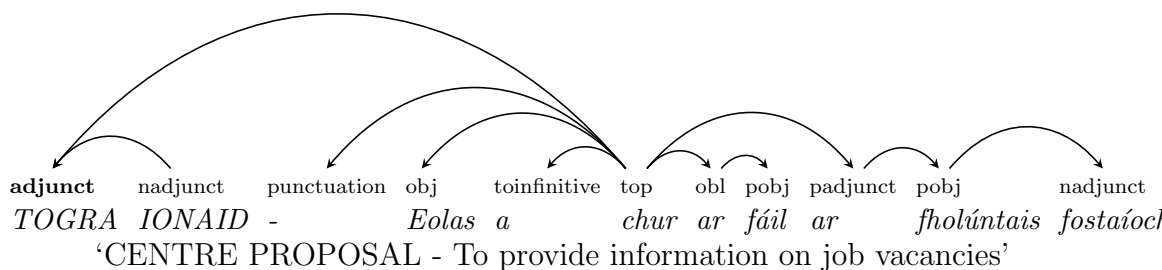 adjunct nadjunct punctuation obj toinfinitive top obl pobj padjunct pobj nadjunct
TOGRA IONAID - Eolas a chur ar fáil ar fholúntais fostaíoch
‘CENTRE PROPOSAL - To provide information on job vacancies’